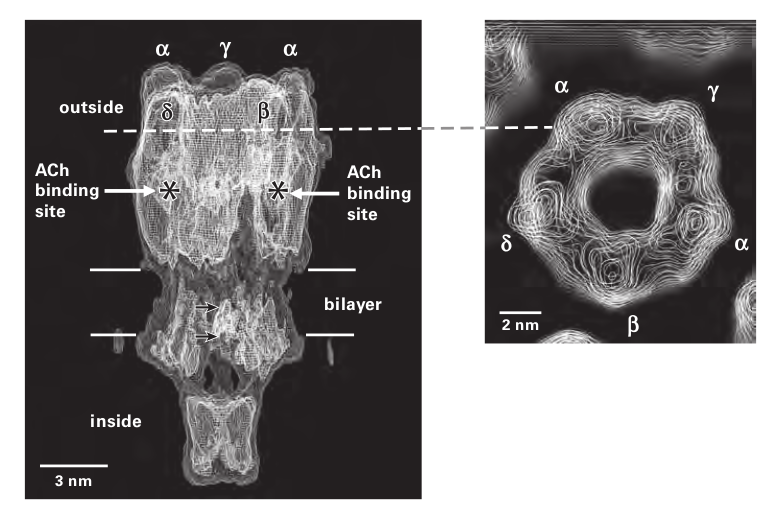 α γ α
outside
δ β
ACh
binding
site
*
*
ACh
binding
site
bilayer
inside
3 nm
α
γ
δ
α
β
2 nm